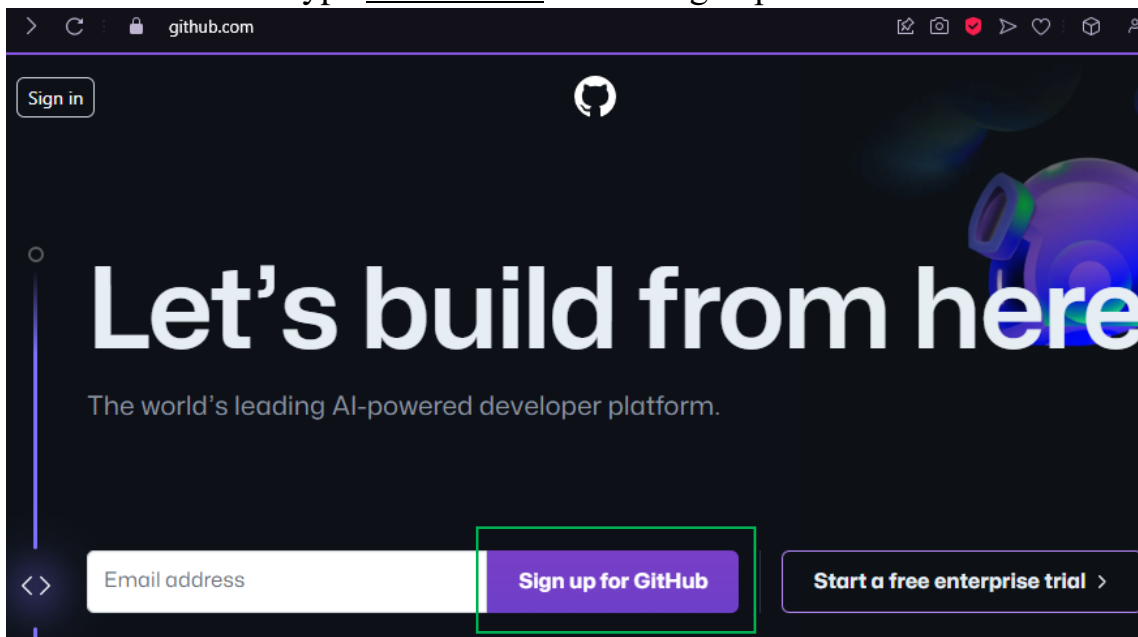 github.com
Sign in
Let’s build from here
The world’s leading AI-powered developer platform.
Email address
Sign up for GitHub
Start a free enterprise trial >